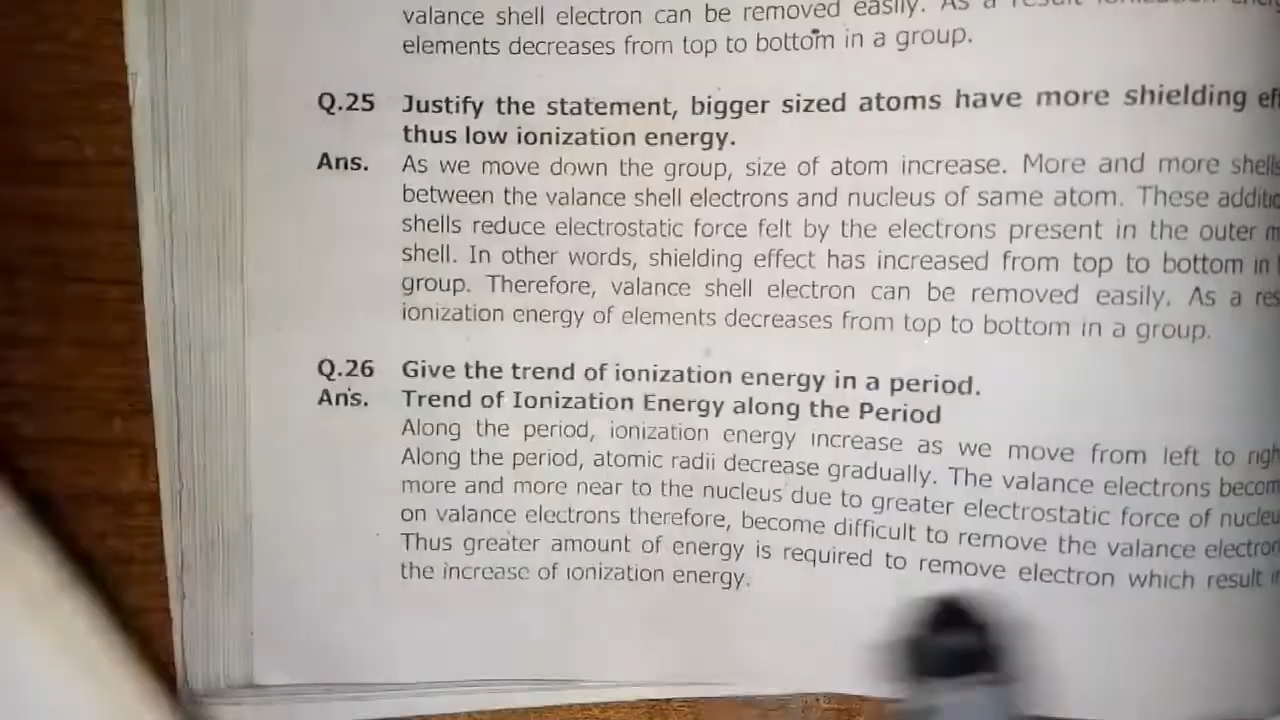 valance shell electron can be removed easily. As a result
elements decreases from top to bottom in a group.
Q.25 Justify the statement, bigger sized atoms have more shielding
thus low ionization energy.
Ans. As we move down the group, size of atom increase. More and more shells
between the valance shell electrons and nucleus of same atom. These
shells reduce electrostatic force felt by the electrons present in the outer
shell. In other words, shielding effect has increased from top to bottom in
group. Therefore, valance shell electron can be removed easily. As a
ionization energy of elements decreases from top to bottom in a group.
Q.26 Give the trend of ionization energy in a period.
Ans. Trend of Ionization Energy along the Period
Along the period, ionization energy increase as we move from left to
Along the period, atomic radii decrease gradually. The valance electrons
more and more near to the nucleus due to greater electrostatic force of
on valance electrons therefore, become difficult to remove the valance
Thus greater amount of energy is required to remove electron which result
the increase of ionization energy.